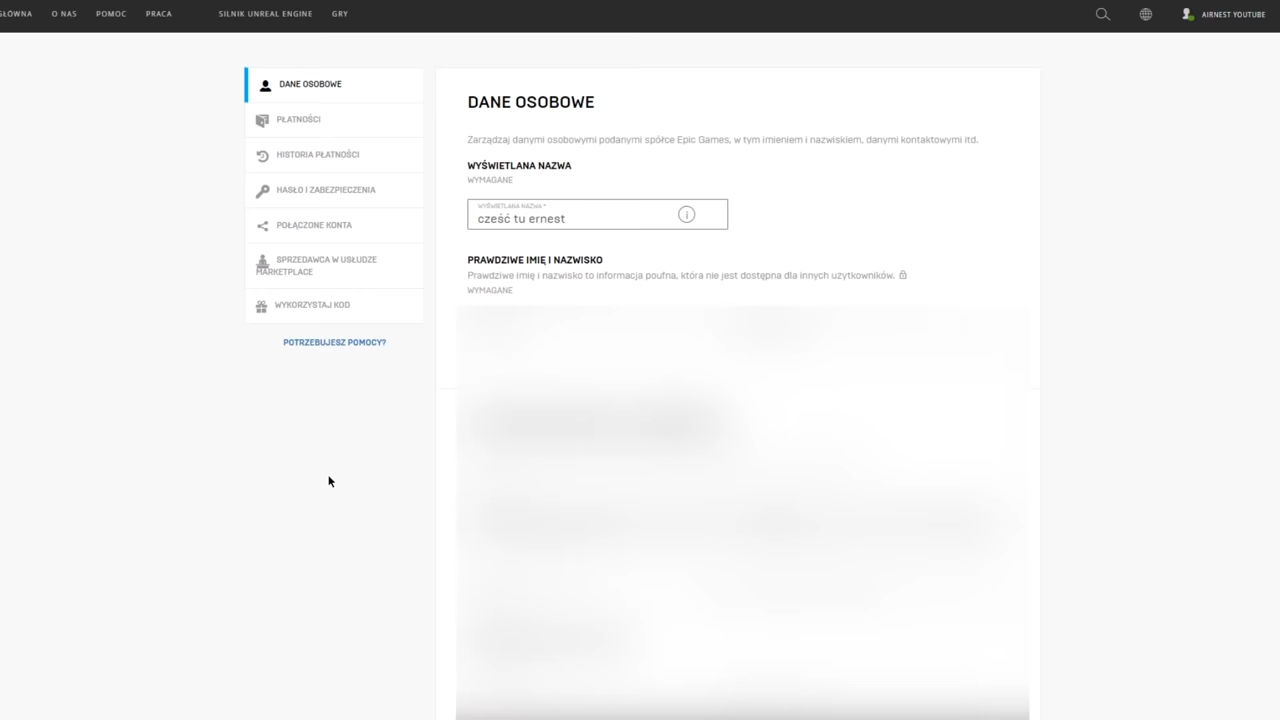 GŁÓWNA O NAS POMOC PRACA SILNIK UNREAL ENGINE GRY AIRNEST YOUTUBE
DANE OSOBOWE
PŁATNOŚCI
HISTORIA PŁATNOŚCI
HASŁO I ZABEZPIECZENIA
POŁĄCZONE KONTA
SPRZEDAWCA W USŁUDZE
MARKETPLACE
WYKORZYSTAJ KOD
POTRZEBUJESZ POMOCY?
DANE OSOBOWE
Zarządzaj danymi osobowymi podanymi spółce Epic Games, w tym imieniem i nazwiskiem, danymi kontaktowymi itd.
WYŚWIETLANA NAZWA
WYMAGANE
WYŚWIETLANA NAZWA *
cześć tu ernest
PRAWDZIWE IMIĘ I NAZWISKO
Prawdziwe imię i nazwisko to informacja poufna, która nie jest dostępna dla innych użytkowników.
WYMAGANE